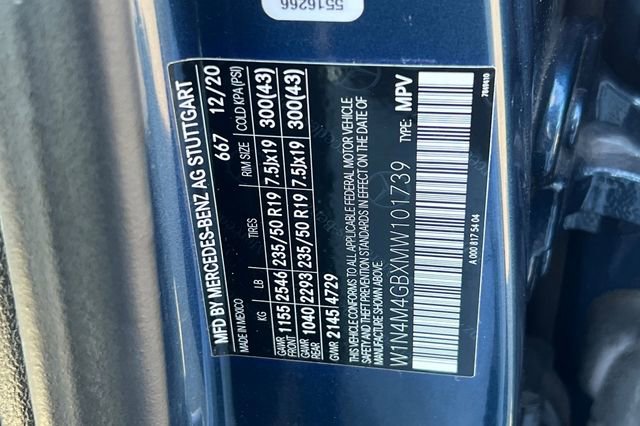 5516266
MFD BY MERCEDES-BENZ AG STUTTGART
MADE IN MEXICO 667 12/20
KG LB TIRES RIM SIZE COLD KPA (PSI)
GAWR FRONT 1155 2546 235/50 R19 7.5Jx19 300(43)
GAWR REAR 1040 2293 235/50 R19 7.5Jx19 300(43)
GVWR 2145 4729
THIS VEHICLE CONFORMS TO ALL APPLICABLE FEDERAL MOTOR VEHICLE
SAFETY AND THEFT PREVENTION STANDARDS IN EFFECT ON THE DATE OF
MANUFACTURE SHOWN ABOVE.
W1N4M4GBXMW101739 TYPE: MPV
A 000 817 54 04